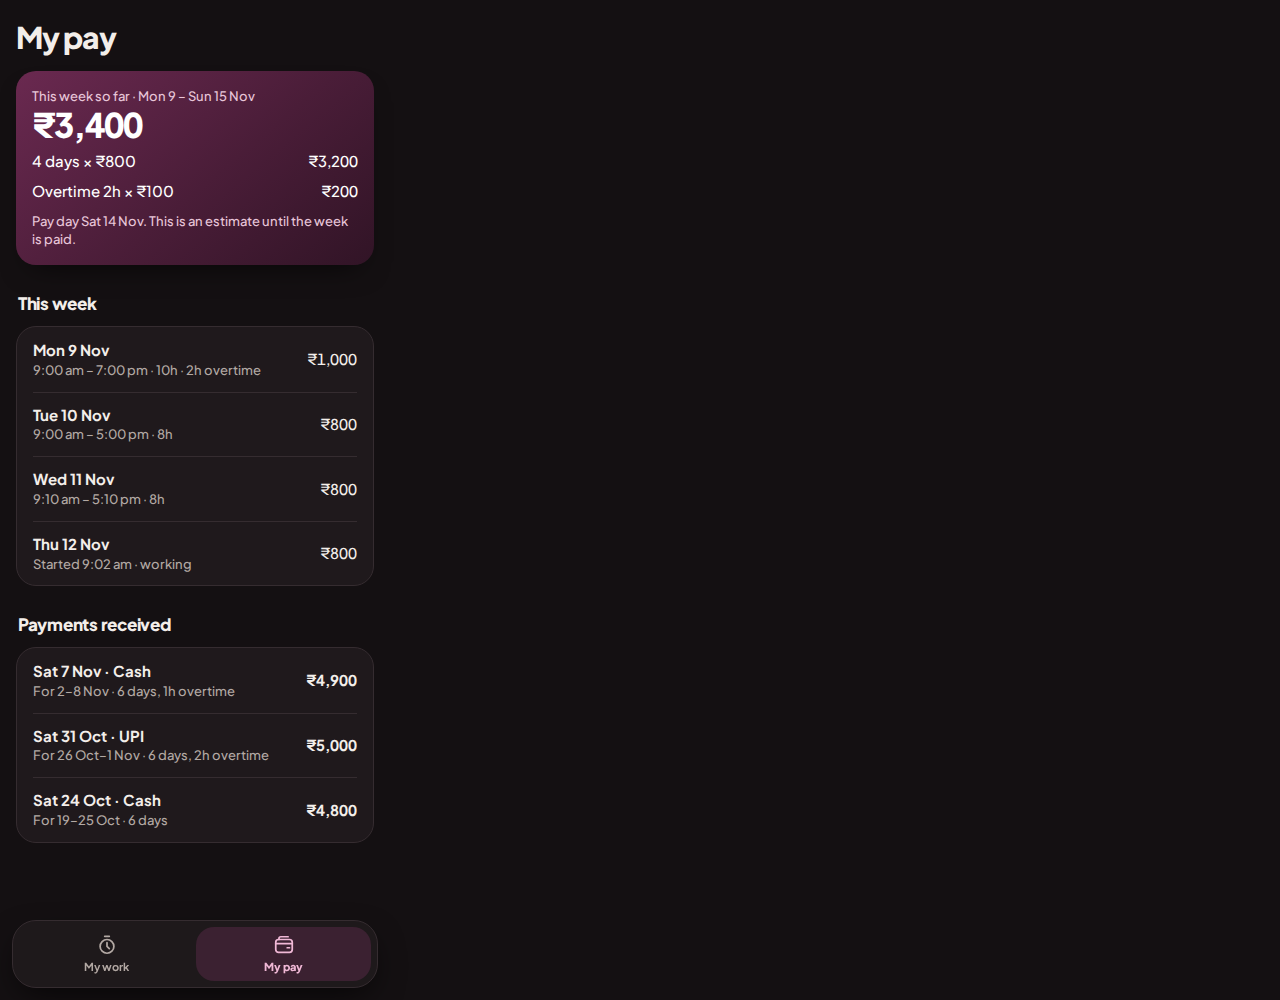 My pay
This week so far · Mon 9 – Sun 15 Nov
₹3,400
4 days × ₹800 ₹3,200
Overtime 2h × ₹100 ₹200
Pay day Sat 14 Nov. This is an estimate until the week
is paid.
This week
Mon 9 Nov
9:00 am – 7:00 pm · 10h · 2h overtime
₹1,000
Tue 10 Nov
9:00 am – 5:00 pm · 8h
₹800
Wed 11 Nov
9:10 am – 5:10 pm · 8h
₹800
Thu 12 Nov
Started 9:02 am · working
₹800
Payments received
Sat 7 Nov · Cash
For 2–8 Nov · 6 days, 1h overtime
₹4,900
Sat 31 Oct · UPI
For 26 Oct–1 Nov · 6 days, 2h overtime
₹5,000
Sat 24 Oct · Cash
For 19–25 Oct · 6 days
₹4,800
My work
My pay